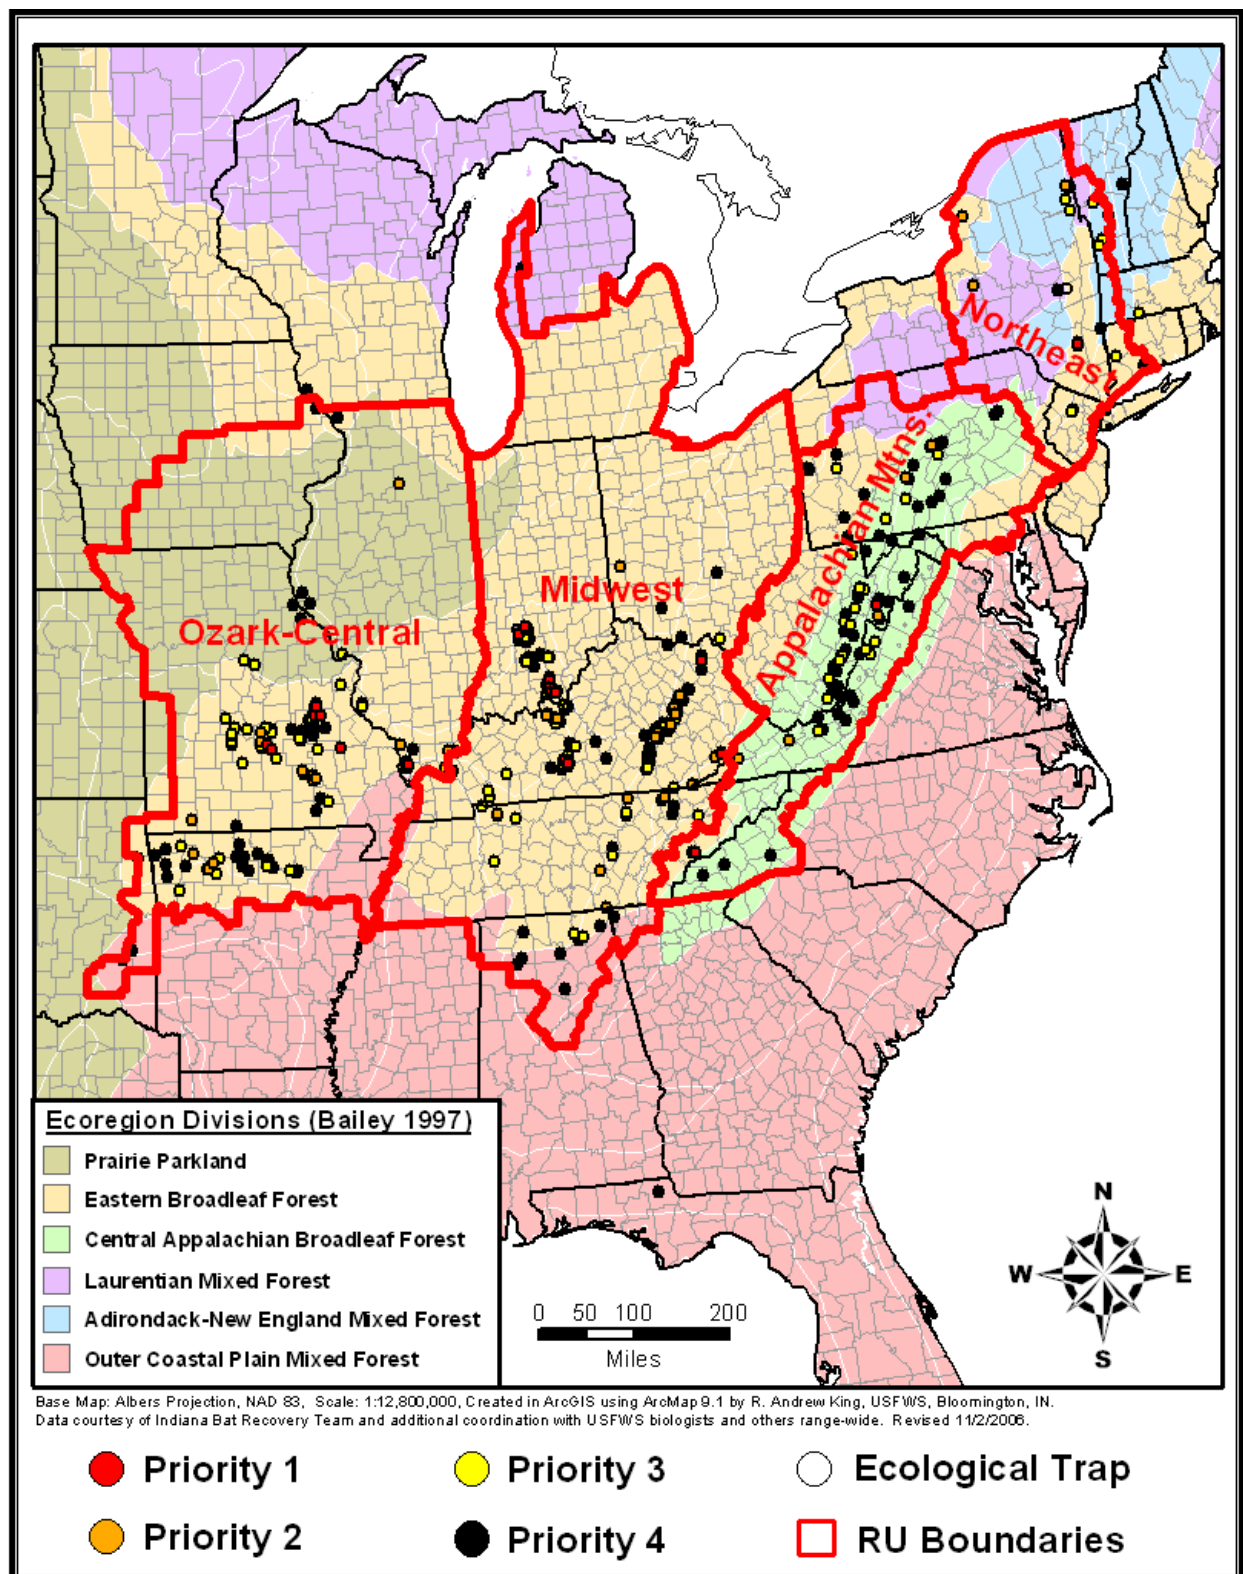 Northeast
Appalachian Mtns.
Midwest
Ozark-Central
Ecoregion Divisions (Bailey 1997)
Prairie Parkland
Eastern Broadleaf Forest
Central Appalachian Broadleaf Forest
Laurentian Mixed Forest
Adirondack-New England Mixed Forest
Outer Coastal Plain Mixed Forest
0 50 100 200
Miles
N
W E
S
Base Map: Albers Projection, NAD 83, Scale: 1:12,800,000, Created in ArcGIS using ArcMap 9.1 by R. Andrew King, USFWS, Bloomington, IN.
Data courtesy of Indiana Bat Recovery Team and additional coordination with USFWS biologists and others range-wide. Revised 11/2/2006.
Priority 1 Priority 3 Ecological Trap
Priority 2 Priority 4 RU Boundaries